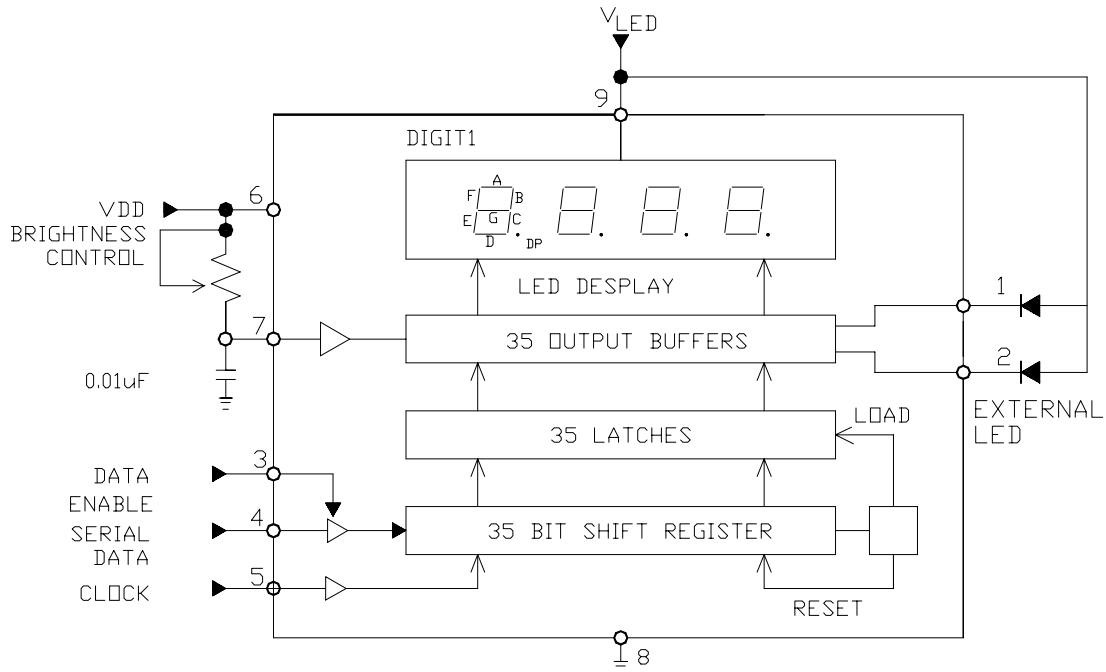 VLED
9
DIGIT1
A
F
B
G
E
C
D
DP
6
VDD
BRIGHTNESS
CONTROL
LED DESPLAY
1
7
35 OUTPUT BUFFERS
2
0.01uF
EXTERNAL
LED
LOAD
35 LATCHES
3
DATA
ENABLE
4
SERIAL
DATA
35 BIT SHIFT REGISTER
5
CLOCK
RESET
8